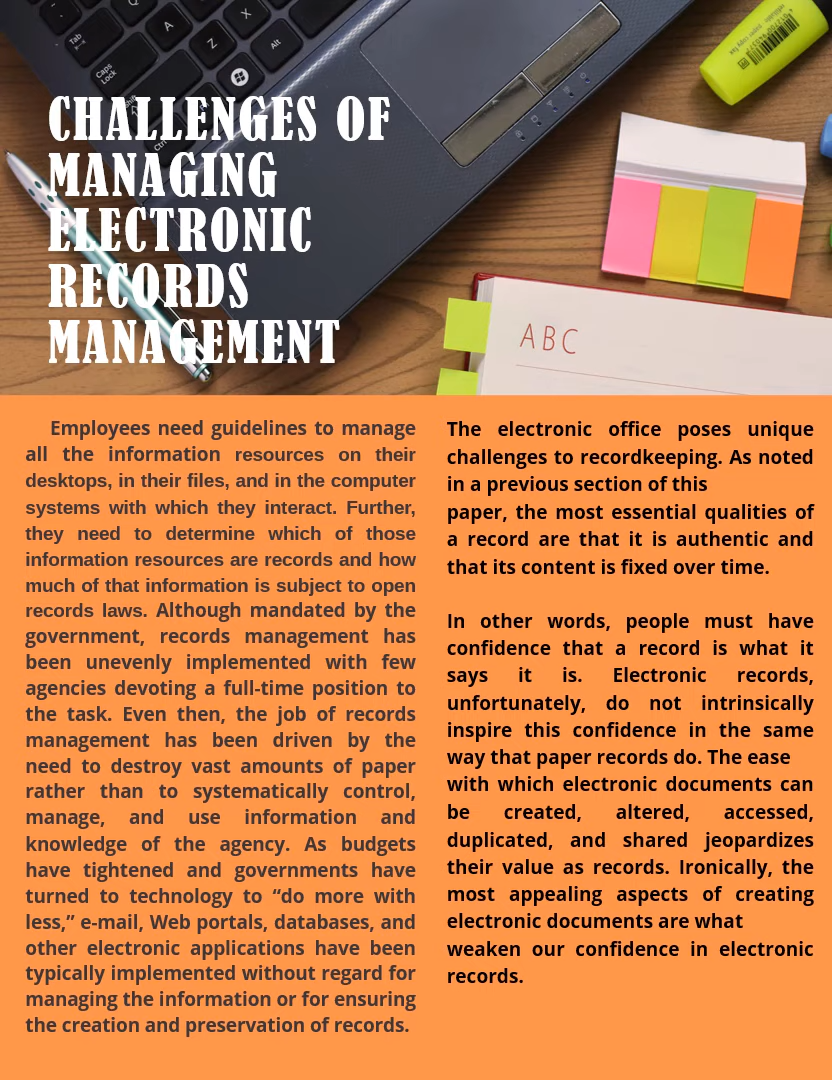 CHALLENGES OF
MANAGING
ELECTRONIC
RECORDS
MANAGEMENT
Tab
A
Z
X
Alt
Caps
Lock
Ctrl
ABC
Employees need guidelines to manage
all the information resources on their
desktops, in their files, and in the computer
systems with which they interact. Further,
they need to determine which of those
information resources are records and how
much of that information is subject to open
records laws. Although mandated by the
government, records management has
been unevenly implemented with few
agencies devoting a full-time position to
the task. Even then, the job of records
management has been driven by the
need to destroy vast amounts of paper
rather than to systematically control,
manage, and use information and
knowledge of the agency. As budgets
have tightened and governments have
turned to technology to “do more with
less,” e-mail, Web portals, databases, and
other electronic applications have been
typically implemented without regard for
managing the information or for ensuring
the creation and preservation of records.
The electronic office poses unique
challenges to recordkeeping. As noted
in a previous section of this
paper, the most essential qualities of
a record are that it is authentic and
that its content is fixed over time.
In other words, people must have
confidence that a record is what it
says it is. Electronic records,
unfortunately, do not intrinsically
inspire this confidence in the same
way that paper records do. The ease
with which electronic documents can
be created, altered, accessed,
duplicated, and shared jeopardizes
their value as records. Ironically, the
most appealing aspects of creating
electronic documents are what
weaken our confidence in electronic
records.